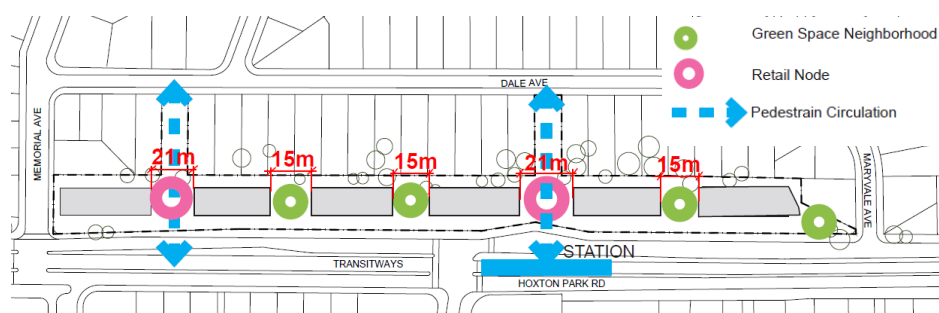 Green Space Neighborhood
Retail Node
Pedestrain Circulation
DALE AVE
MEMORIAL AVE
MARYVALE AVE
21m
15m
15m
21m
15m
STATION
TRANSITWAYS
HOXTON PARK RD